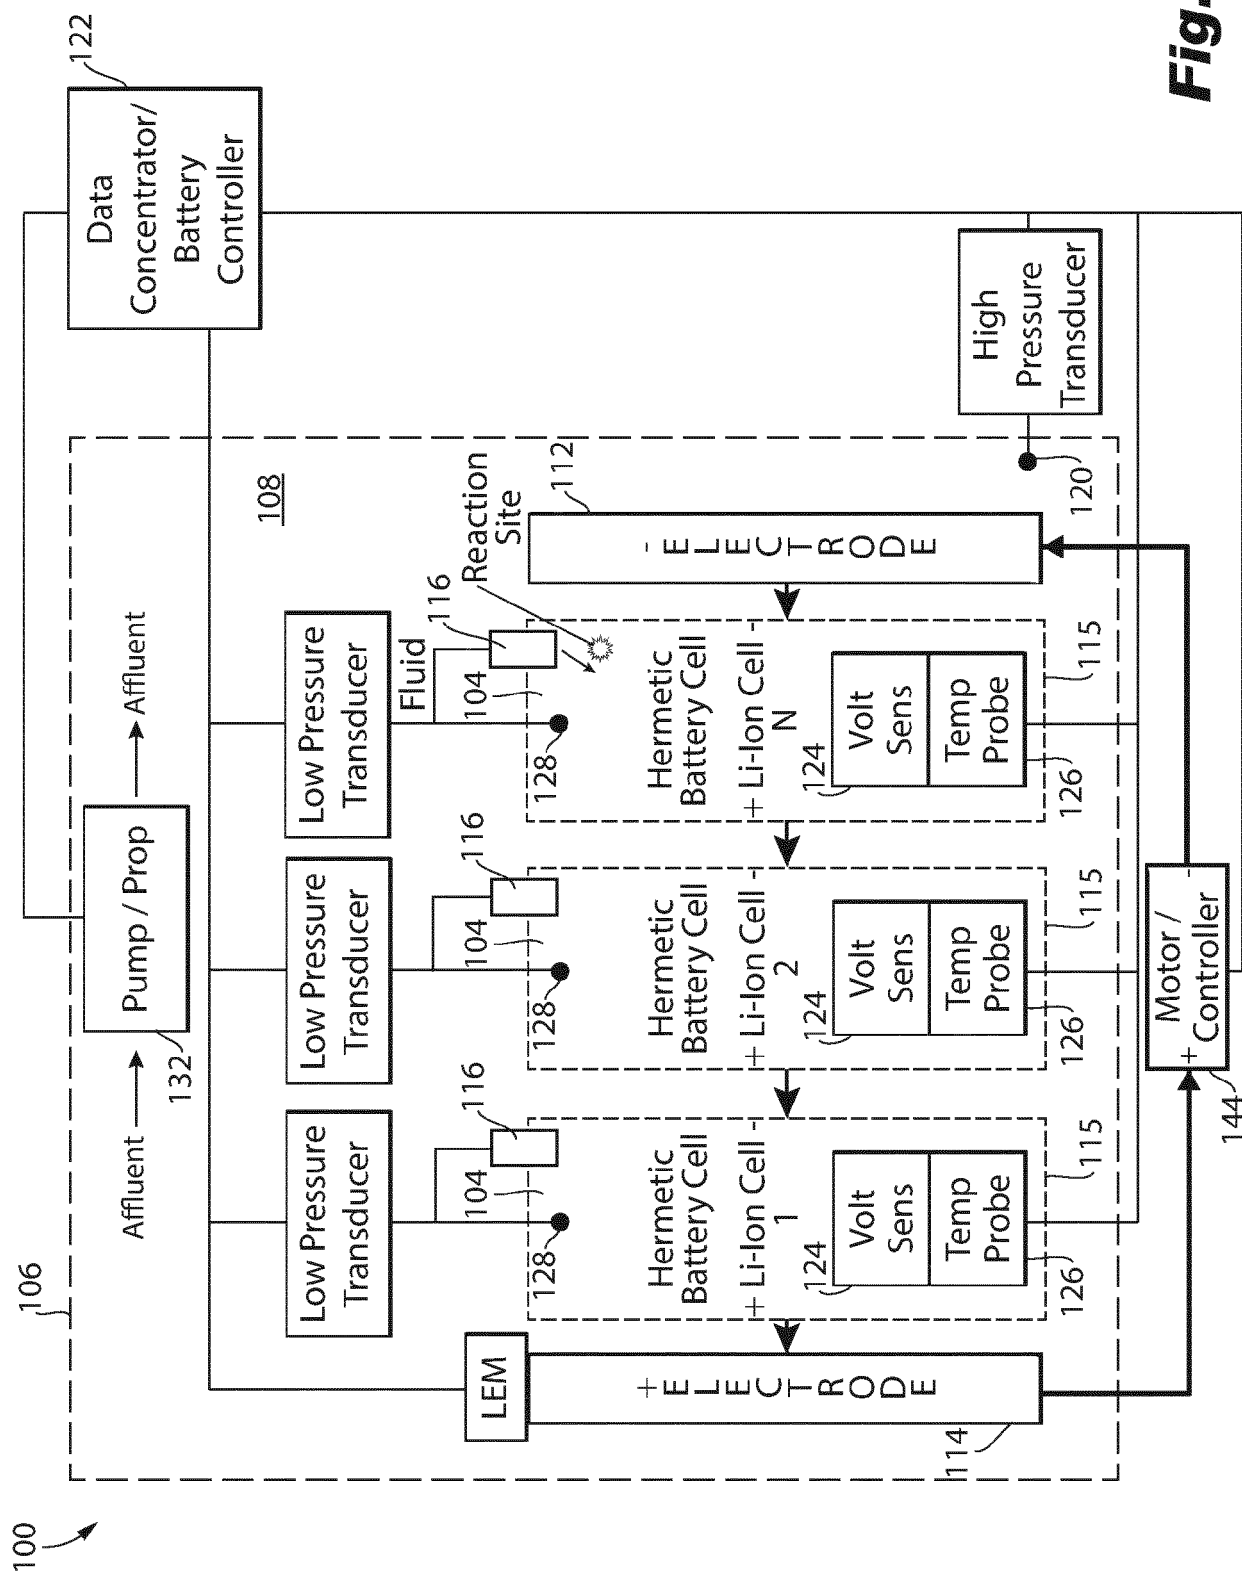 100
106
Affluent
Pump / Prop
Affluent
132
122
Data
Concentrator/
Battery
Controller
108
Low Pressure
Transducer
Low Pressure
Transducer
Low Pressure
Transducer
Fluid
116
116
116
Reaction
Site
104
104
104
128
128
128
LEM
+
ELECTRODE
114
Hermetic
Battery Cell
+ Li-Ion Cell -
1
124
Volt
Sens
Temp
Probe
126
115
Hermetic
Battery Cell
+ Li-Ion Cell -
2
124
Volt
Sens
Temp
Probe
126
115
Hermetic
Battery Cell
+ Li-Ion Cell -
N
124
Volt
Sens
Temp
Probe
126
115
112
-
ELECTRODE
120
High
Pressure
Transducer
Motor /
Controller
+ -
144
Fig.